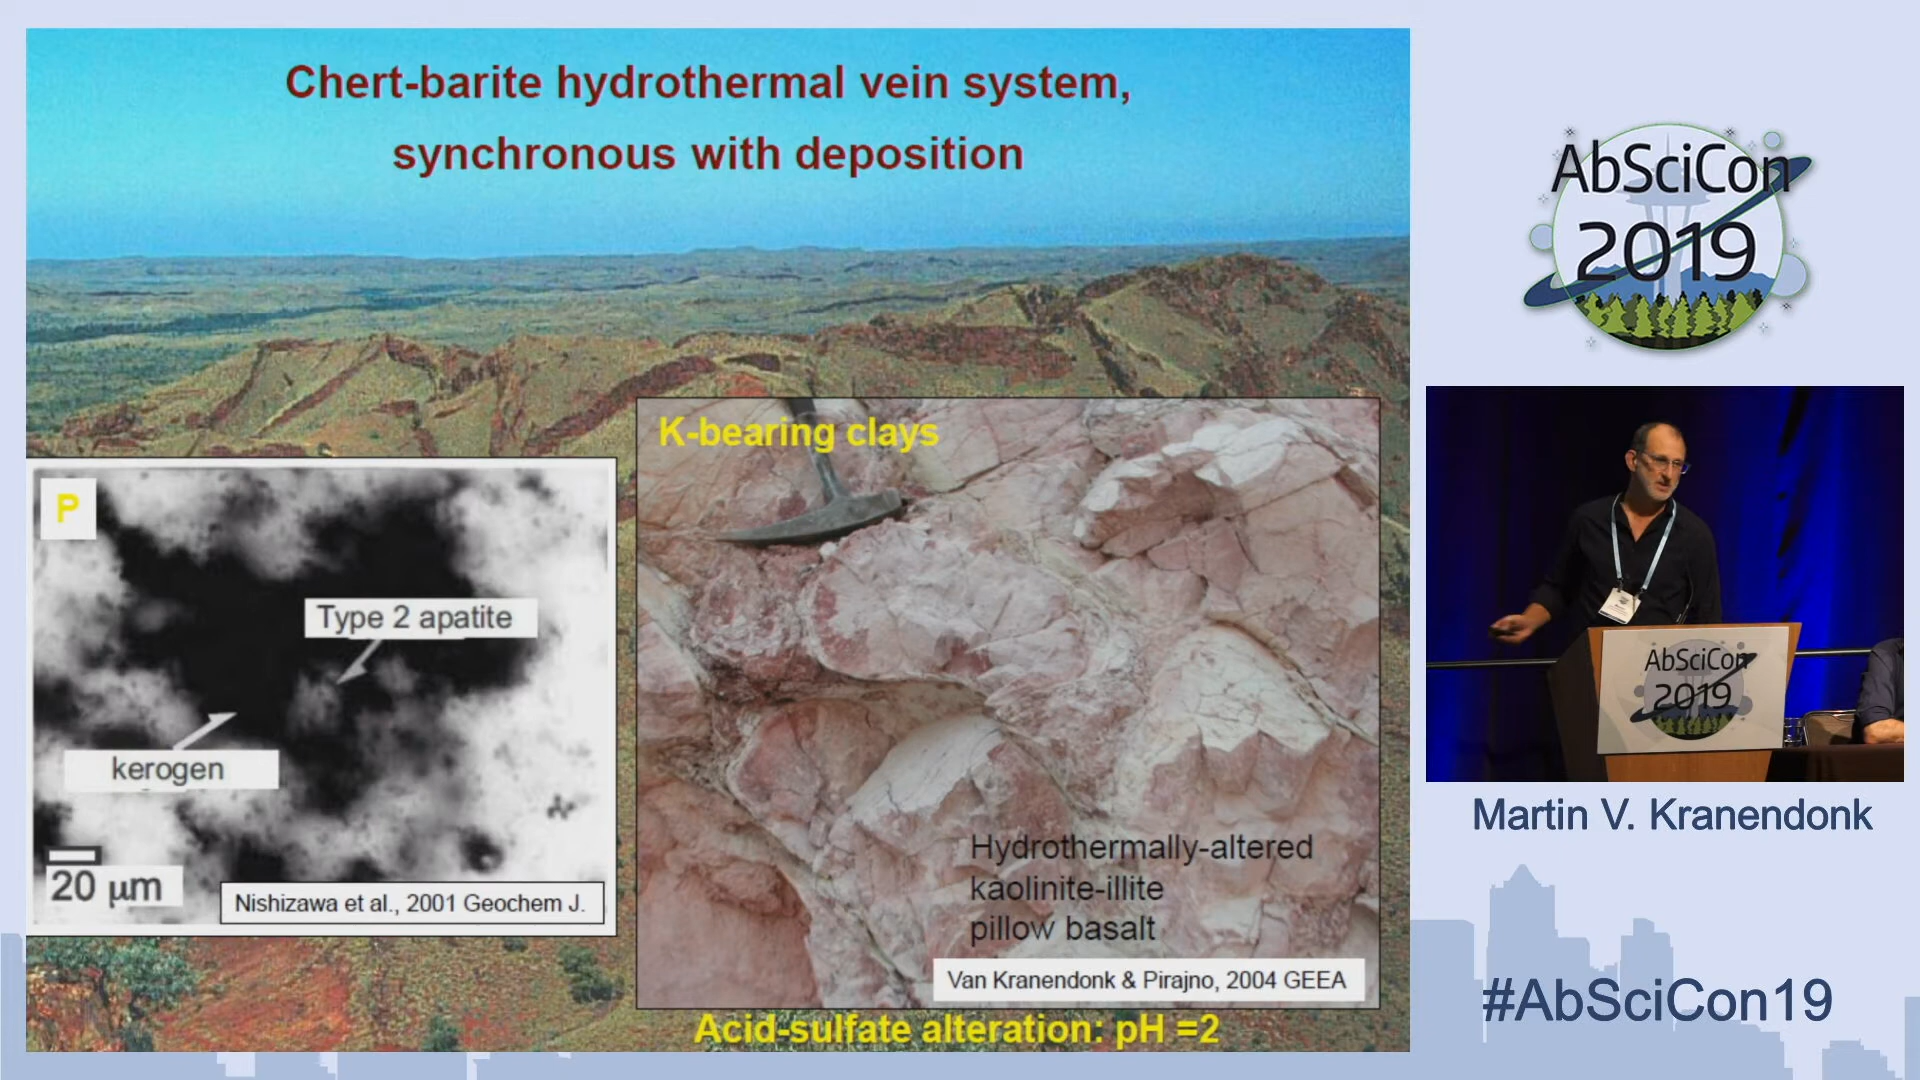 Chert-barite hydrothermal vein system,
synchronous with deposition
K-bearing clays
P
Type 2 apatite
kerogen
20 μm
Nishizawa et al., 2001 Geochem J.
Hydrothermally-altered
kaolinite-illite
pillow basalt
Van Kranendonk & Pirajno, 2004 GEEA
Acid-sulfate alteration: pH =2
AbSciCon
2019
AbSciCon
2019
Martin V. Kranendonk
#AbSciCon19